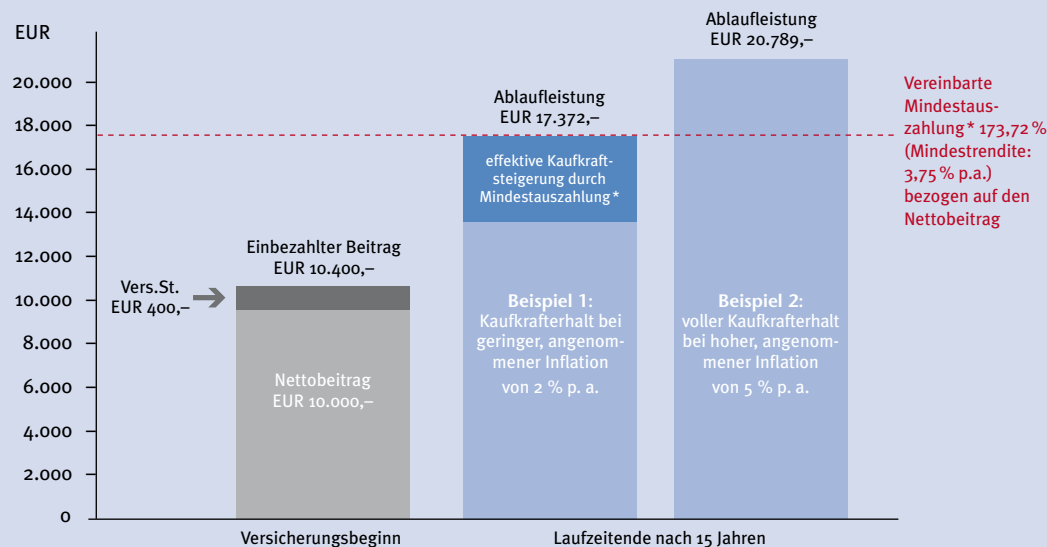 EUR
20.000
18.000
16.000
14.000
12.000
10.000
8.000
6.000
4.000
2.000
0
Vers.St.
EUR 400,–
Einbezahlter Beitrag
EUR 10.400,–
Nettobeitrag
EUR 10.000,–
Versicherungsbeginn
Ablaufleistung
EUR 17.372,–
effektive Kaufkraft-
steigerung durch
Mindestauszahlung*
Beispiel 1:
Kaufkrafterhalt bei
geringer, angenom-
mener Inflation
von 2 % p. a.
Ablaufleistung
EUR 20.789,–
Beispiel 2:
voller Kaufkrafterhalt
bei hoher, angenom-
mener Inflation
von 5 % p. a.
Laufzeitende nach 15 Jahren
Vereinbarte
Mindestaus-
zahlung* 173,72 %
(Mindestrendite:
3,75 % p.a.)
bezogen auf den
Nettobeitrag